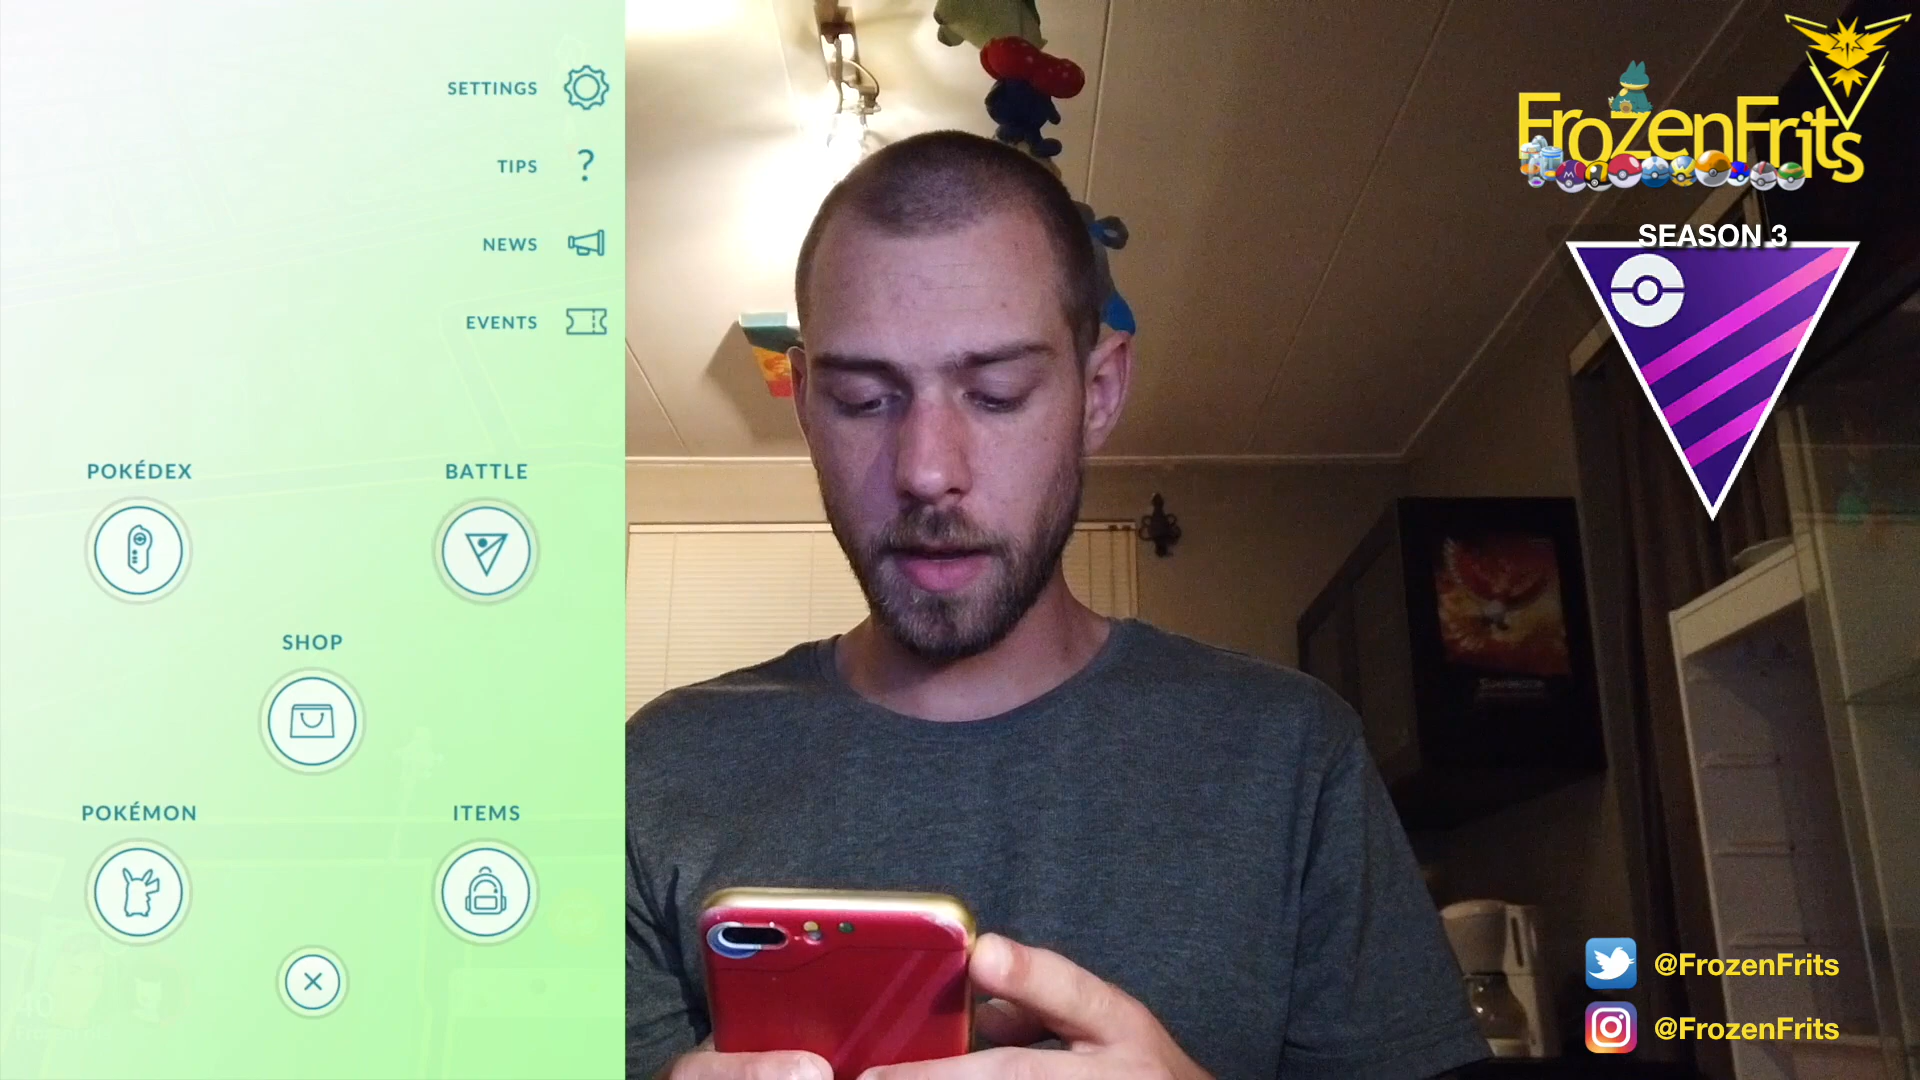 SETTINGS
TIPS
NEWS
EVENTS
POKÉDEX
BATTLE
SHOP
POKÉMON
ITEMS
FrozenFrits
SEASON 3
@FrozenFrits
@FrozenFrits